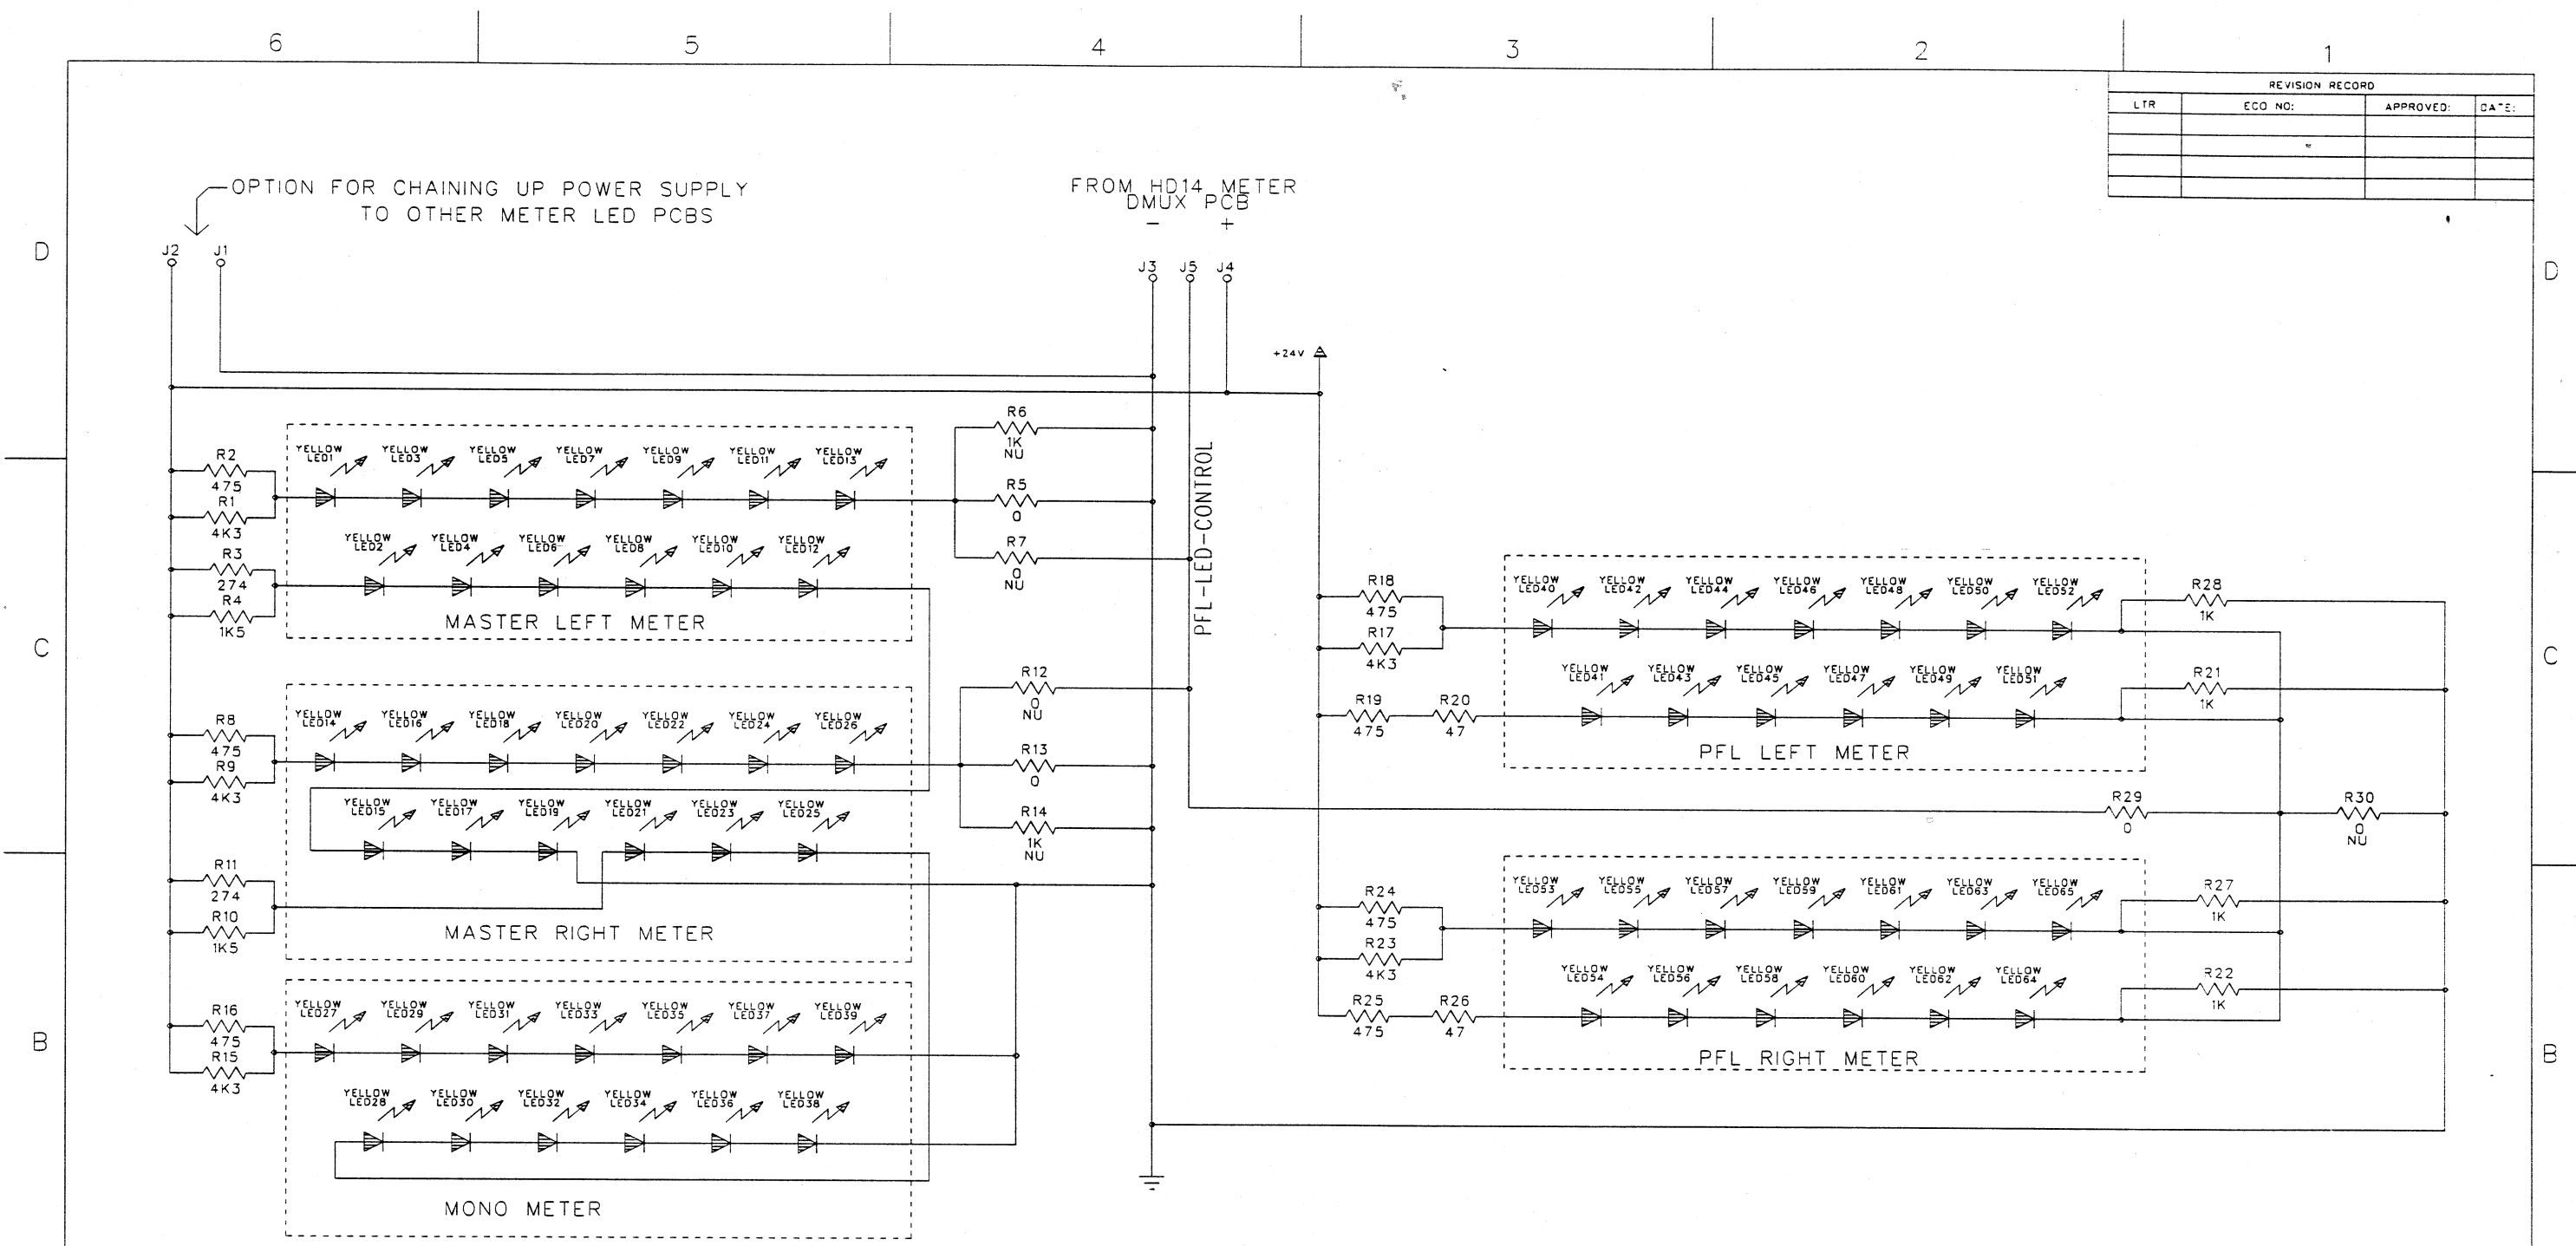 6 5 4 3 2 1
REVISION RECORD
LTR ECO NO: APPROVED: DATE:
OPTION FOR CHAINING UP POWER SUPPLY
TO OTHER METER LED PCBS
FROM HD14 METER
DMUX PCB
- +
D D
J2 J1
J3 J5 J4
+24V
PFL-LED-CONTROL
R2
475
R1
4K3
R3
274
R4
1K5
YELLOW YELLOW YELLOW YELLOW YELLOW YELLOW YELLOW
LED1 LED3 LED5 LED7 LED9 LED11 LED13
YELLOW YELLOW YELLOW YELLOW YELLOW YELLOW
LED2 LED4 LED6 LED8 LED10 LED12
MASTER LEFT METER
R6
1K
NU
R5
0
R7
0
NU
C C
R8
475
R9
4K3
R11
274
R10
1K5
YELLOW YELLOW YELLOW YELLOW YELLOW YELLOW YELLOW
LED14 LED16 LED18 LED20 LED22 LED24 LED26
YELLOW YELLOW YELLOW YELLOW YELLOW YELLOW
LED15 LED17 LED19 LED21 LED23 LED25
MASTER RIGHT METER
R12
0
NU
R13
0
R14
1K
NU
B B
R16
475
R15
4K3
YELLOW YELLOW YELLOW YELLOW YELLOW YELLOW YELLOW
LED27 LED29 LED31 LED33 LED35 LED37 LED39
YELLOW YELLOW YELLOW YELLOW YELLOW YELLOW
LED28 LED30 LED32 LED34 LED36 LED38
MONO METER
R18
475
R17
4K3
R19 R20
475 47
YELLOW YELLOW YELLOW YELLOW YELLOW YELLOW YELLOW
LED40 LED42 LED44 LED46 LED48 LED50 LED52
YELLOW YELLOW YELLOW YELLOW YELLOW YELLOW
LED41 LED43 LED45 LED47 LED49 LED51
PFL LEFT METER
R28
1K
R21
1K
R29
0
R30
0
NU
R24
475
R23
4K3
R25 R26
475 47
YELLOW YELLOW YELLOW YELLOW YELLOW YELLOW YELLOW
LED53 LED55 LED57 LED59 LED61 LED63 LED65
YELLOW YELLOW YELLOW YELLOW YELLOW YELLOW
LED54 LED56 LED58 LED60 LED62 LED64
PFL RIGHT METER
R27
1K
R22
1K